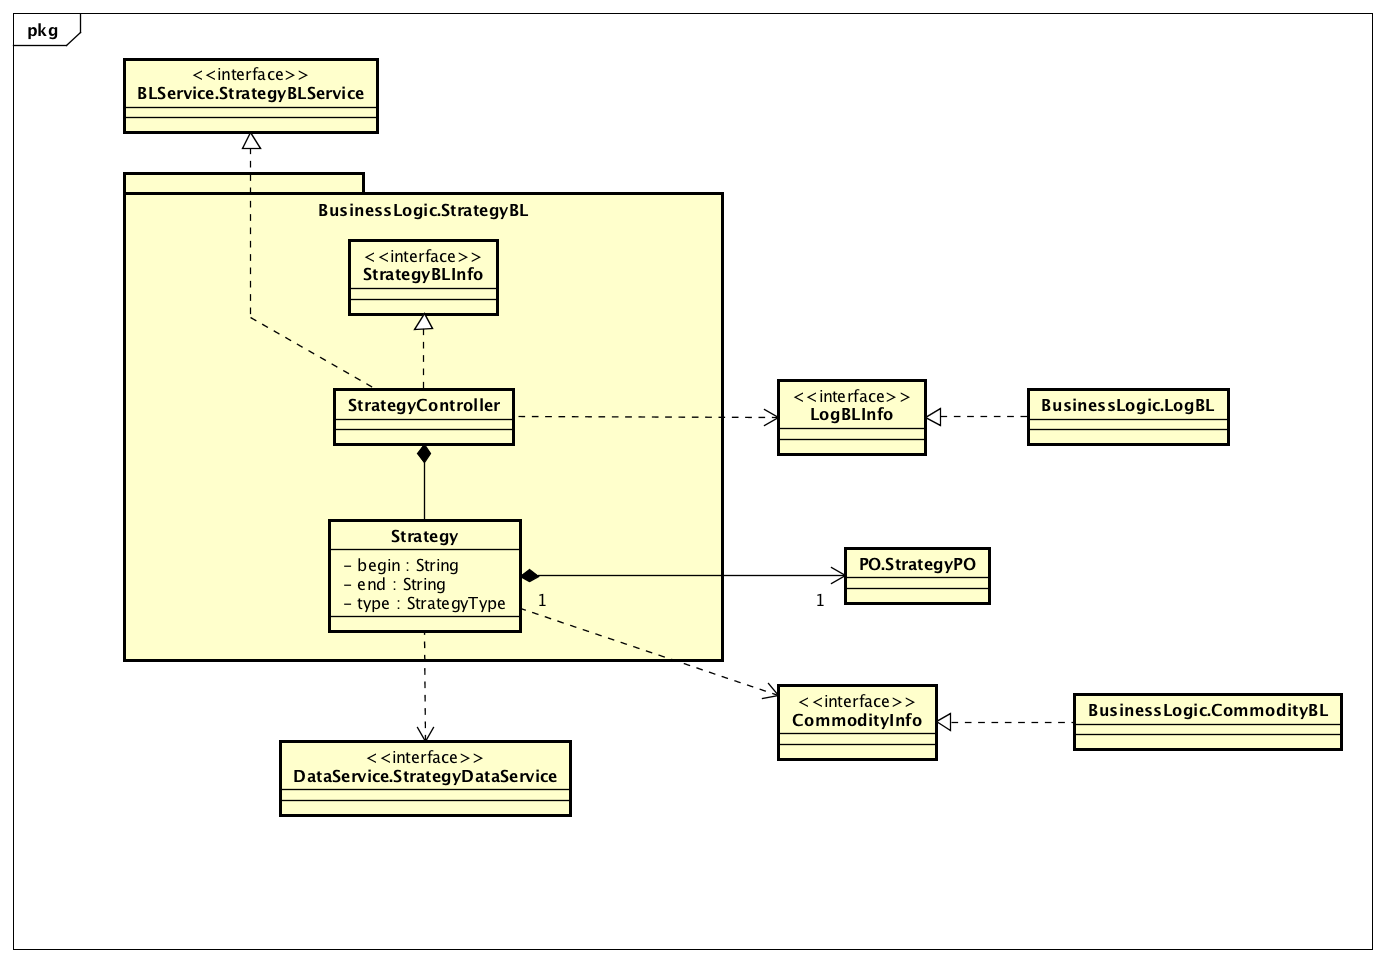 pkg
<<interface>>
BLService.StrategyBLService
BusinessLogic.StrategyBL
<<interface>>
StrategyBLInfo
StrategyController
<<interface>>
LogBLInfo
BusinessLogic.LogBL
Strategy
- begin : String
- end : String
- type : StrategyType
1
1
PO.StrategyPO
<<interface>>
CommodityInfo
BusinessLogic.CommodityBL
<<interface>>
DataService.StrategyDataService